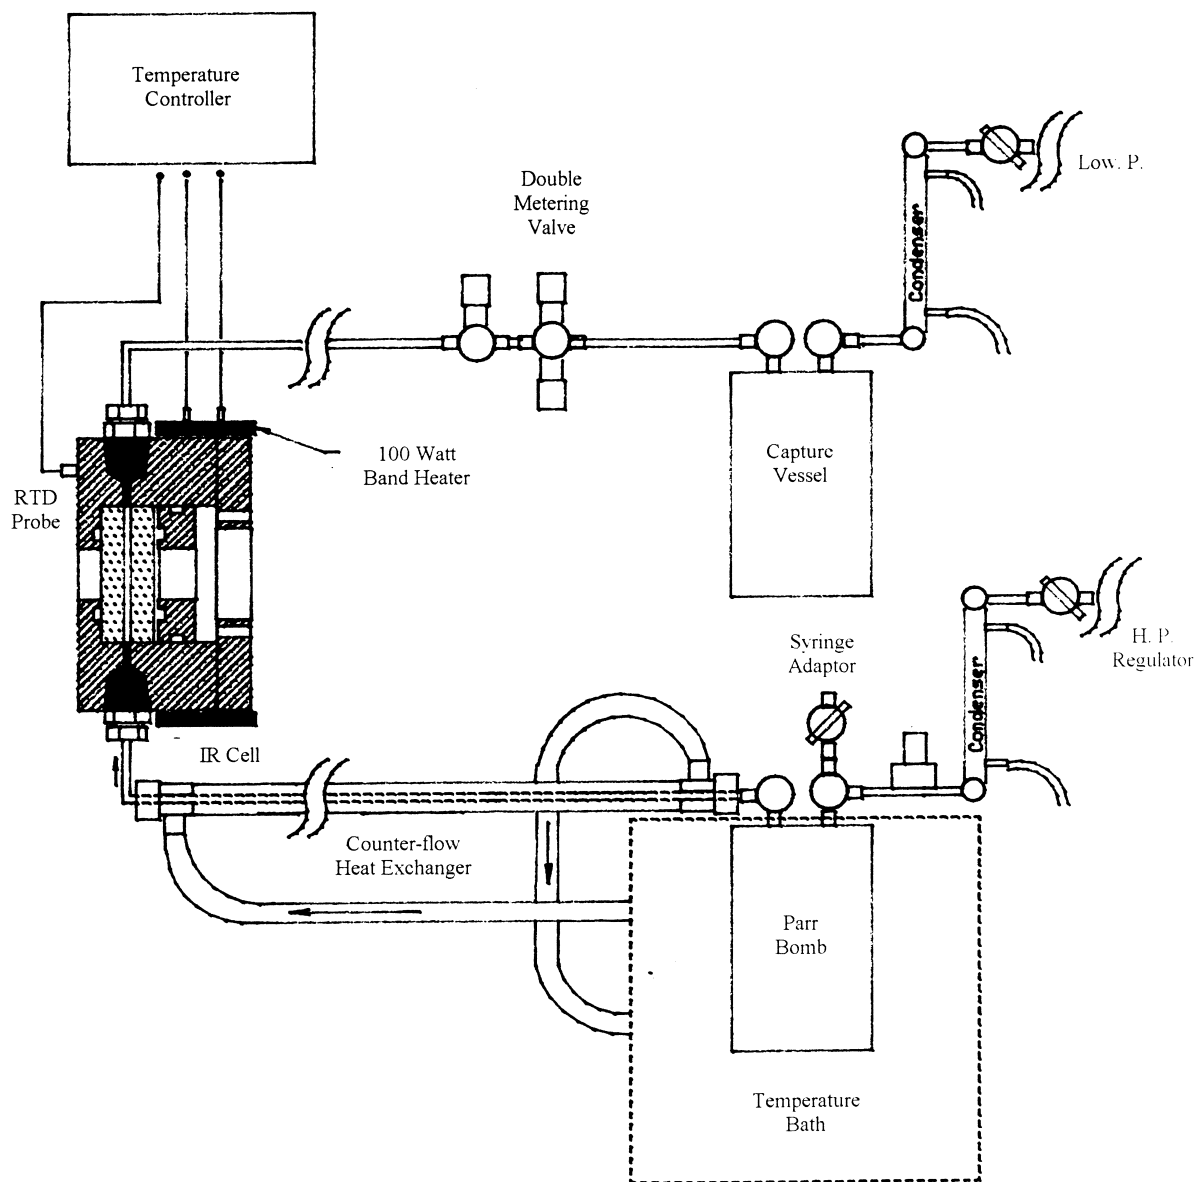 Temperature
Controller
Low. P.
Double
Metering
Valve
Condenser
100 Watt
Band Heater
Capture
Vessel
RTD
Probe
H. P.
Regulator
Syringe
Adaptor
Condenser
IR Cell
Counter-flow
Heat Exchanger
Parr
Bomb
Temperature
Bath